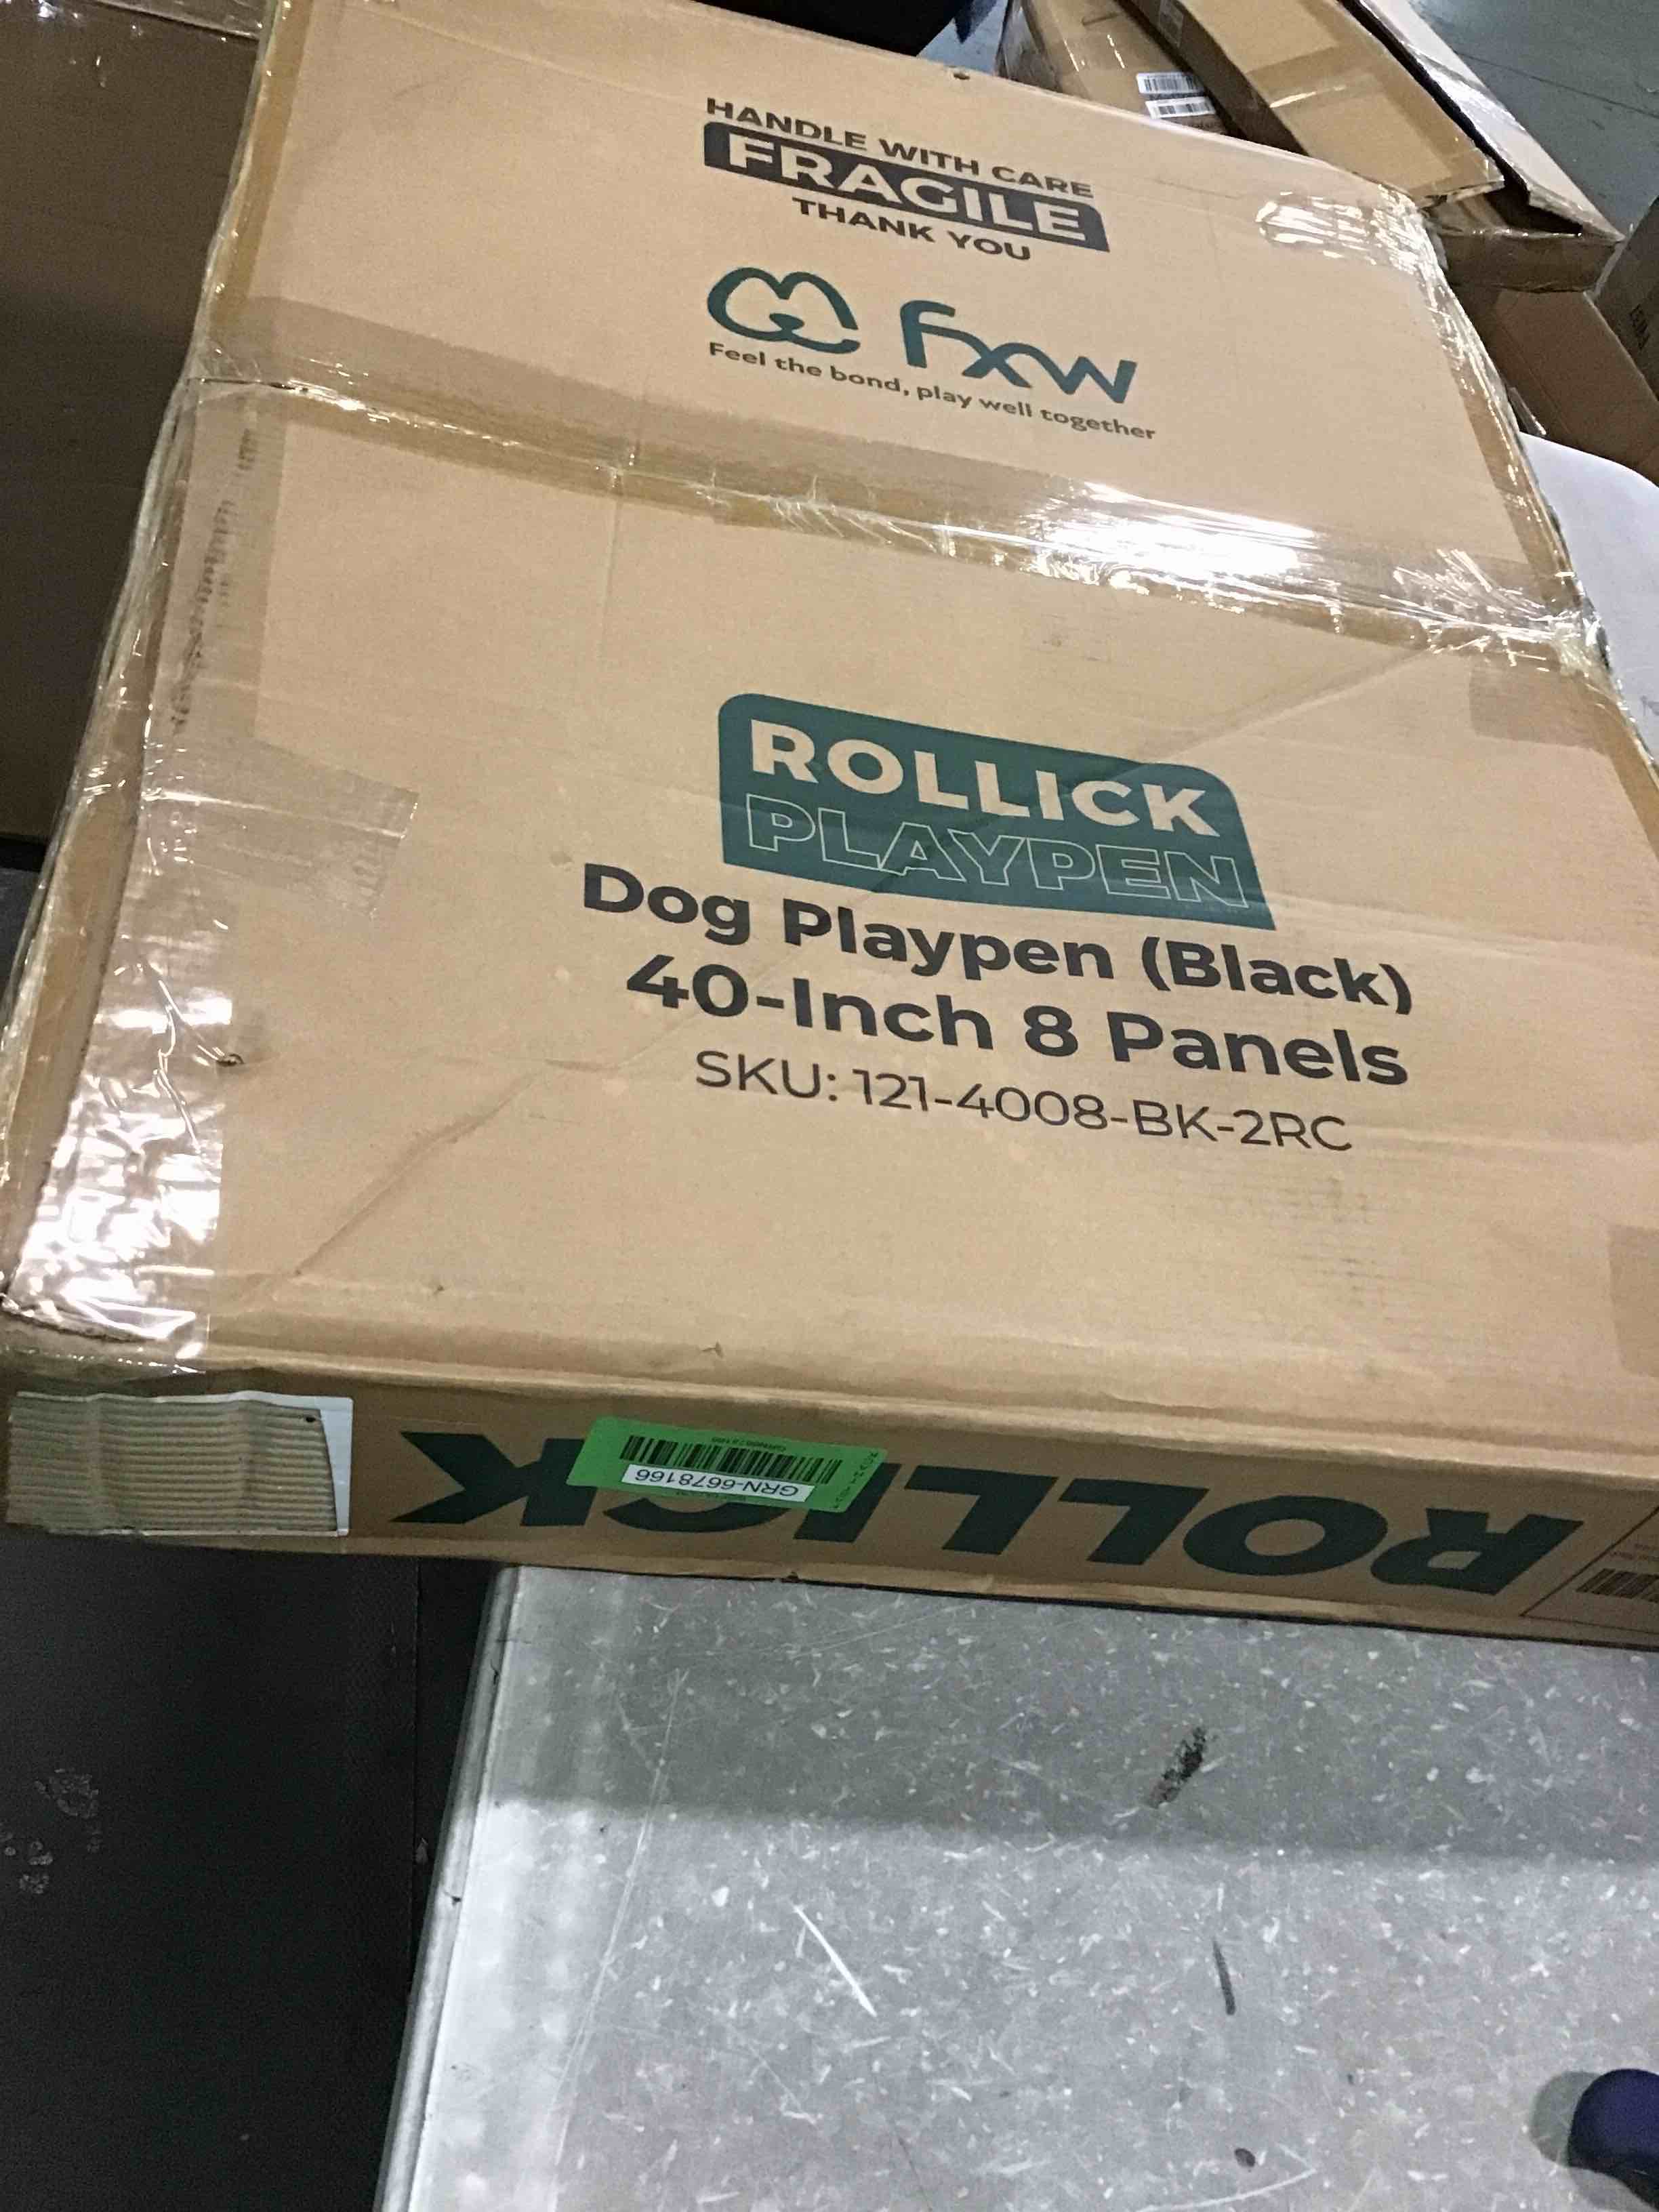 HANDLE WITH CARE
FRAGILE
THANK YOU
fxw
Feel the bond, play well together
ROLLICK
PLAYPEN
Dog Playpen (Black)
40-Inch 8 Panels
SKU: 121-4008-BK-2RC
ROLLICK
GRN-6678166